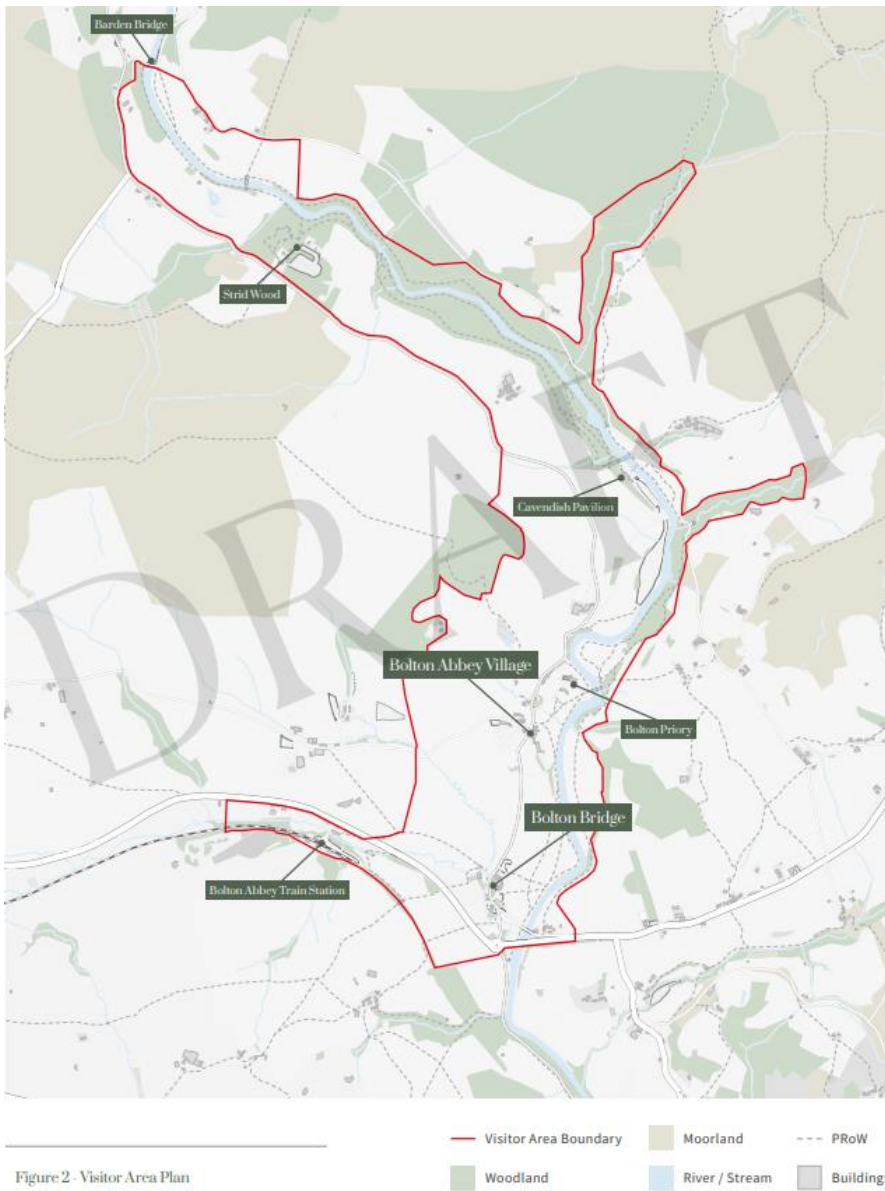 Barden Bridge
Strid Wood
Cavendish Pavilion
Bolton Abbey Village
Bolton Priory
Bolton Bridge
Bolton Abbey Train Station
DRAFT
Visitor Area Boundary
Moorland
PRoW
Figure 2 - Visitor Area Plan
Woodland
River / Stream
Building